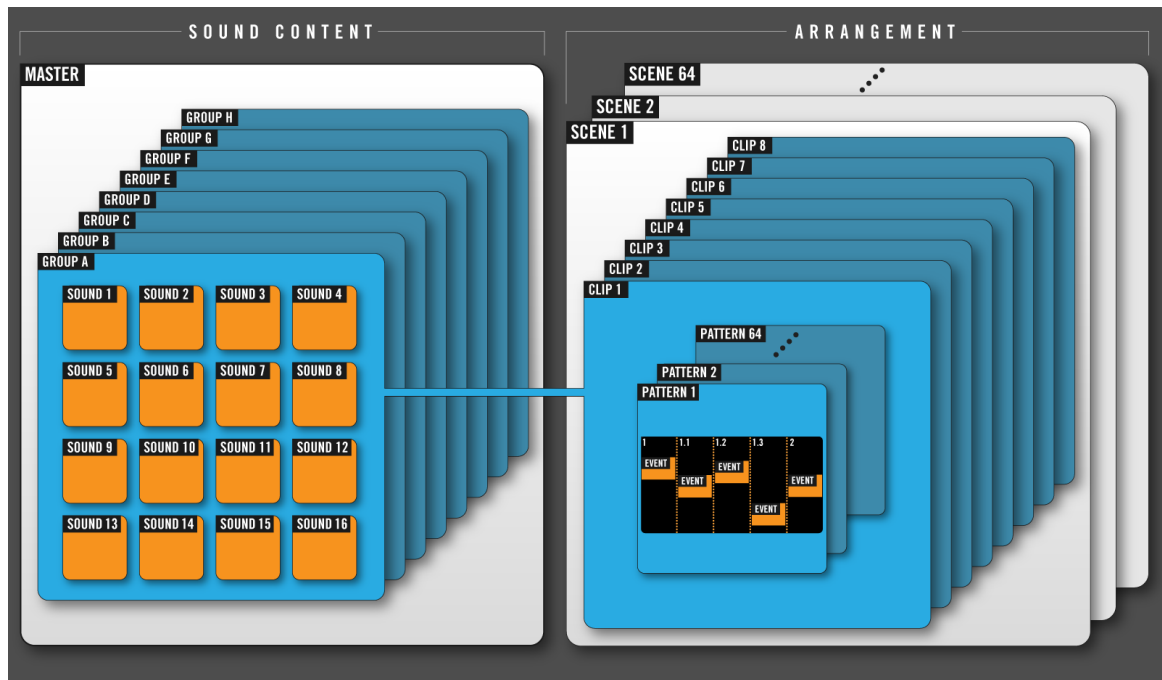 SOUND CONTENT
MASTER
GROUP H
GROUP G
GROUP F
GROUP E
GROUP D
GROUP C
GROUP B
GROUP A
SOUND 1 SOUND 2 SOUND 3 SOUND 4
SOUND 5 SOUND 6 SOUND 7 SOUND 8
SOUND 9 SOUND 10 SOUND 11 SOUND 12
SOUND 13 SOUND 14 SOUND 15 SOUND 16
ARRANGEMENT
SCENE 64
SCENE 2
SCENE 1
CLIP 8
CLIP 7
CLIP 6
CLIP 5
CLIP 4
CLIP 3
CLIP 2
CLIP 1
PATTERN 64
PATTERN 2
PATTERN 1
1 1.1 1.2 1.3 2
EVENT EVENT EVENT EVENT EVENT